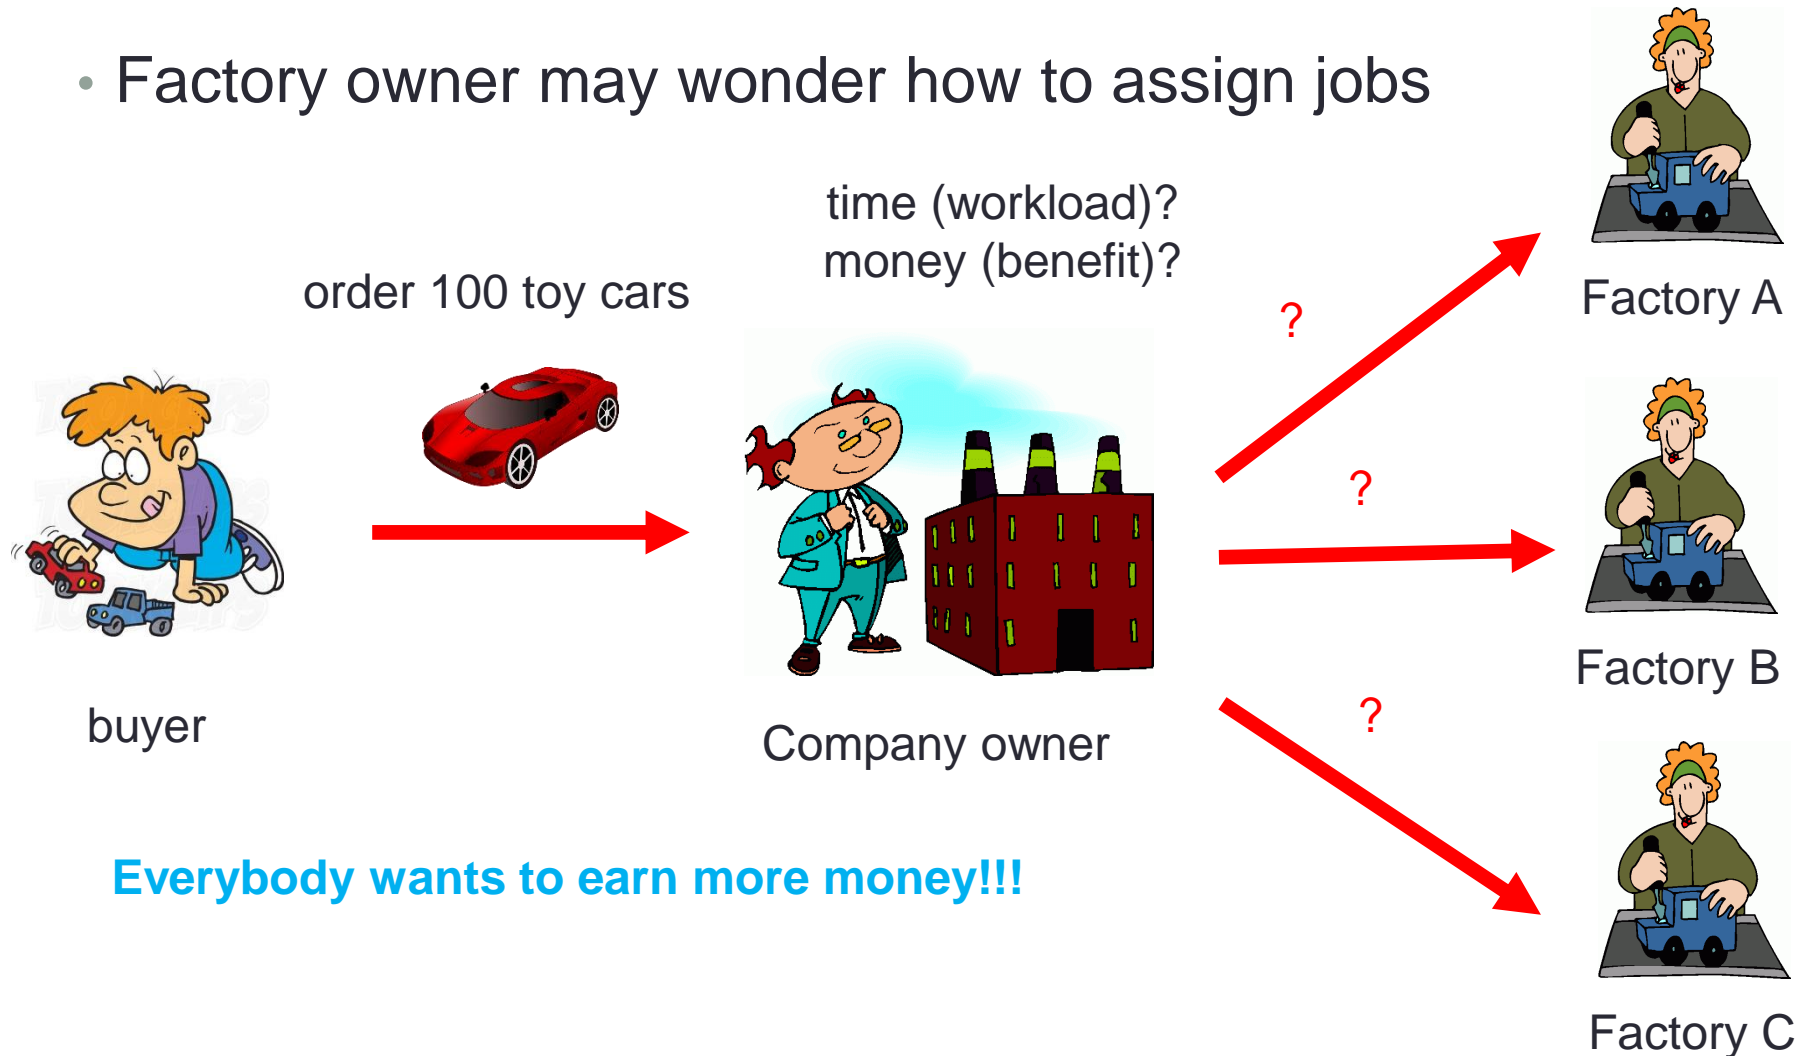 • Factory owner may wonder how to assign jobs
time (workload)?
money (benefit)?
order 100 toy cars
?
Factory A
?
Factory B
buyer
Company owner
?
Everybody wants to earn more money!!!
Factory C